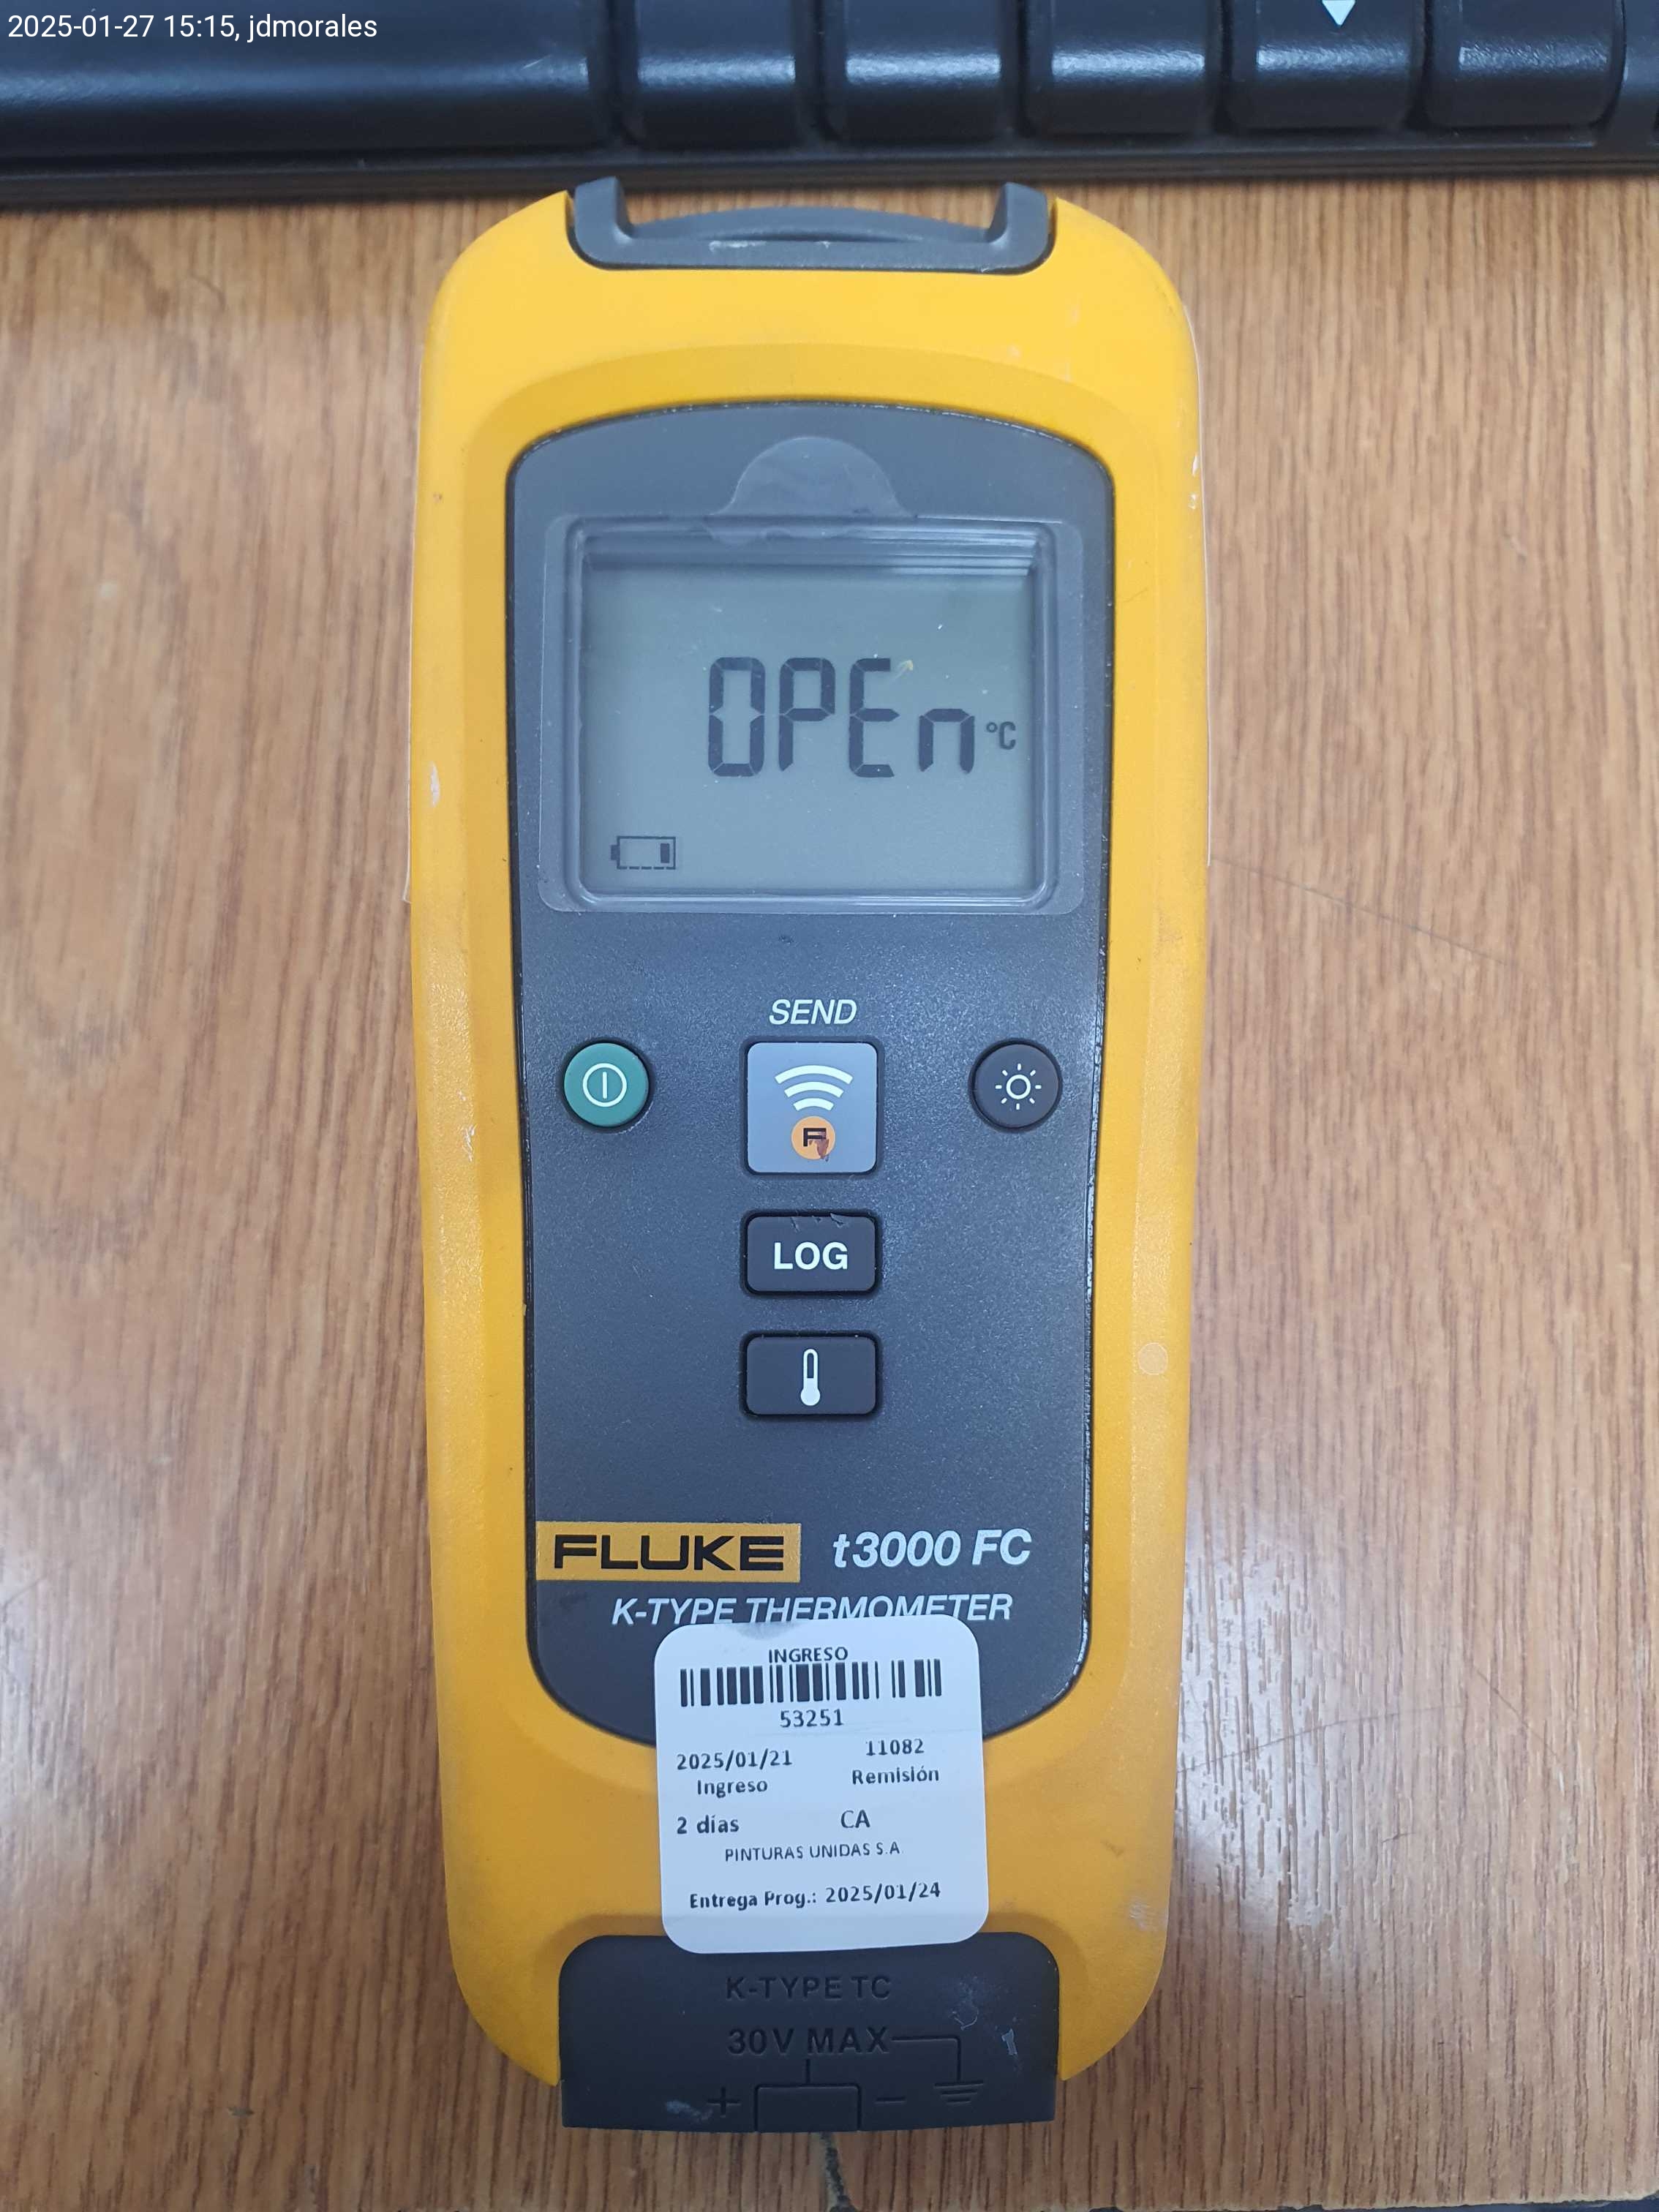 2025-01-27 15:15, jdmorales
OPEn °C
SEND
LOG
FLUKE t3000 FC
K-TYPE THERMOMETER
INGRESO
53251
2025/01/21 11082
Ingreso Remisión
2 días CA
PINTURAS UNIDAS S.A.
Entrega Prog.: 2025/01/24
K-TYPE TC
30V MAX
+ −